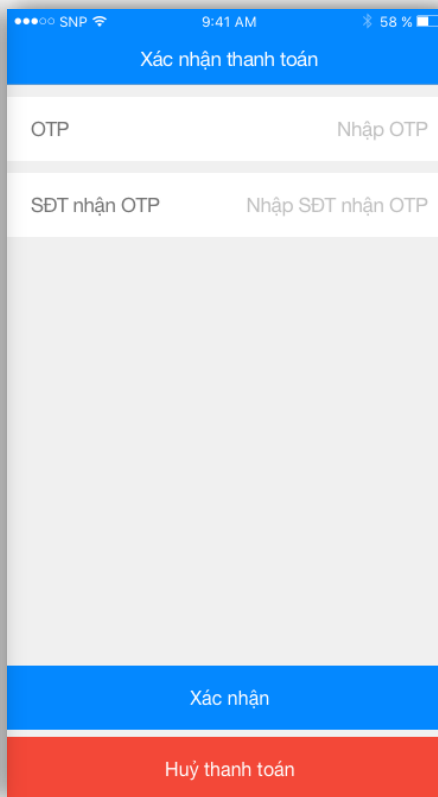 SNP 9:41 AM 58 %
Xác nhận thanh toán
OTP Nhập OTP
SĐT nhận OTP Nhập SĐT nhận OTP
Xác nhận
Huỷ thanh toán